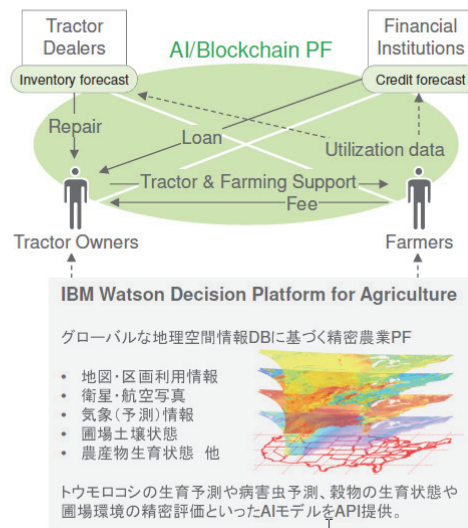 Tractor
Dealers
Financial
Institutions
AI/Blockchain PF
Inventory forecast
Credit forecast
Repair
Loan
Utilization data
Tractor & Farming Support
Fee
Tractor Owners
Farmers
IBM Watson Decision Platform for Agriculture
グローバルな地理空間情報DBに基づく精密農業PF
• 地図・区画利用情報
• 衛星・航空写真
• 気象(予測)情報
• 圃場土壌状態
• 農産物生育状態 他
トウモロコシの生育予測や病害虫予測、穀物の生育状態や
圃場環境の精密評価といったAIモデルをAPI提供。